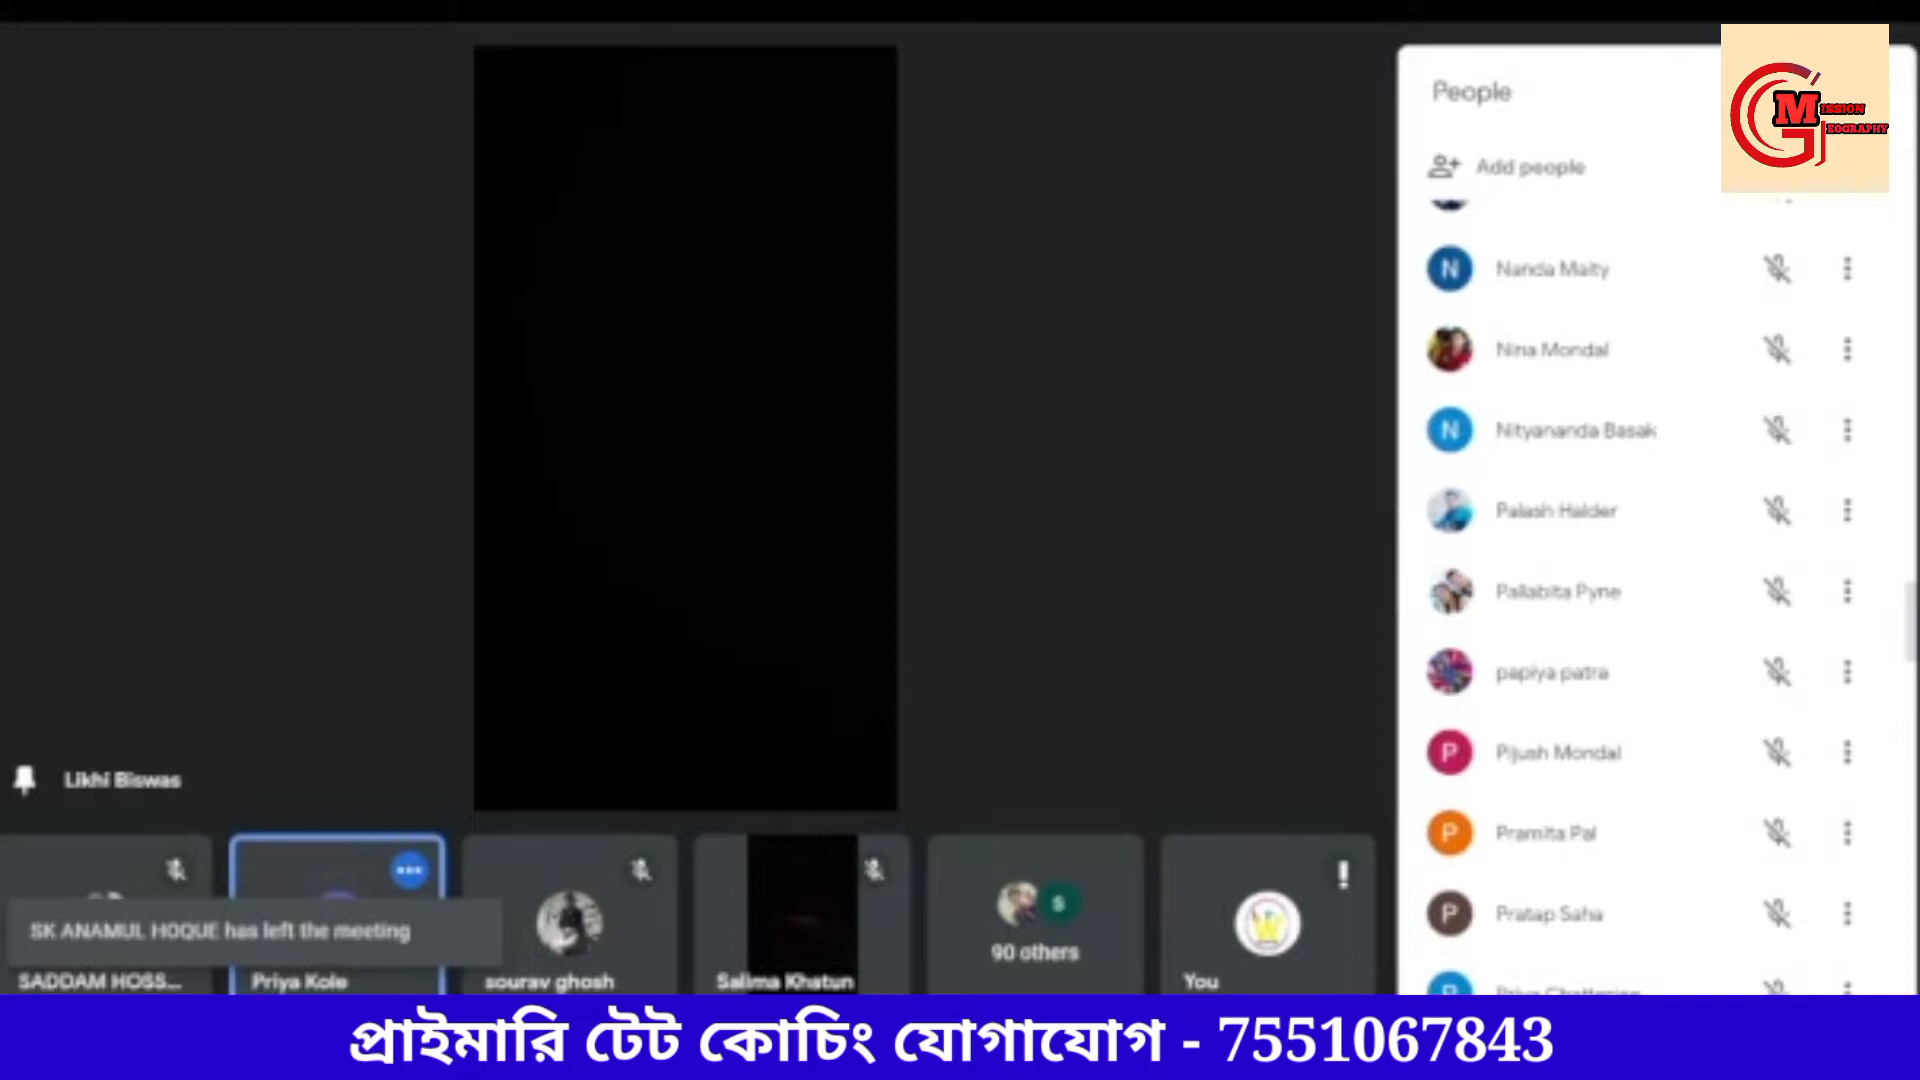 People
MISSION
GEOGRAPHY
Add people
N Nanda Maity
Nina Mondal
N Nityananda Basak
Palash Halder
Pallabita Pyne
papiya patra
P Pijush Mondal
P Pramita Pal
P Pratap Saha
Likhi Biswas
SK ANAMUL HOQUE has left the meeting
S
90 others
SADDAM HOSS...
Priya Kole
sourav ghosh
Salima Khatun
You
প্রাইমারি টেট কোচিং যোগাযোগ - 7551067843